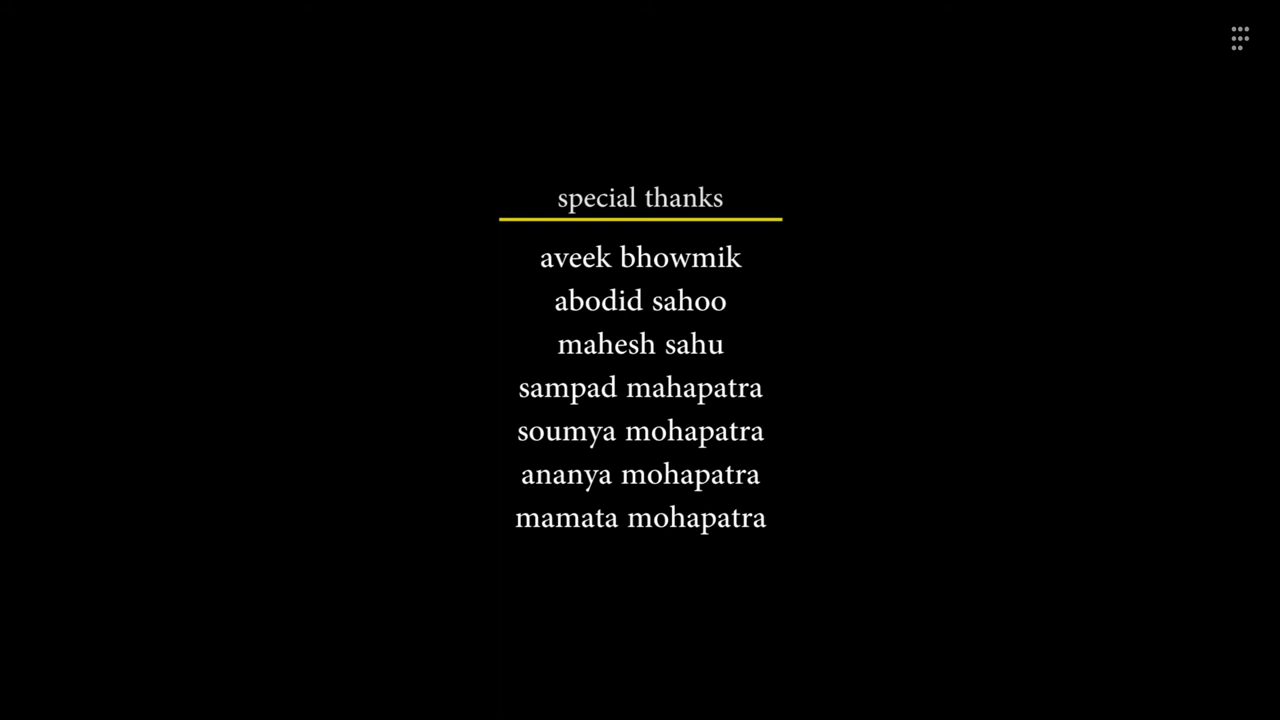 special thanks
aveek bhowmik
abodid sahoo
mahesh sahu
sampad mahapatra
soumya mohapatra
ananya mohapatra
mamata mohapatra